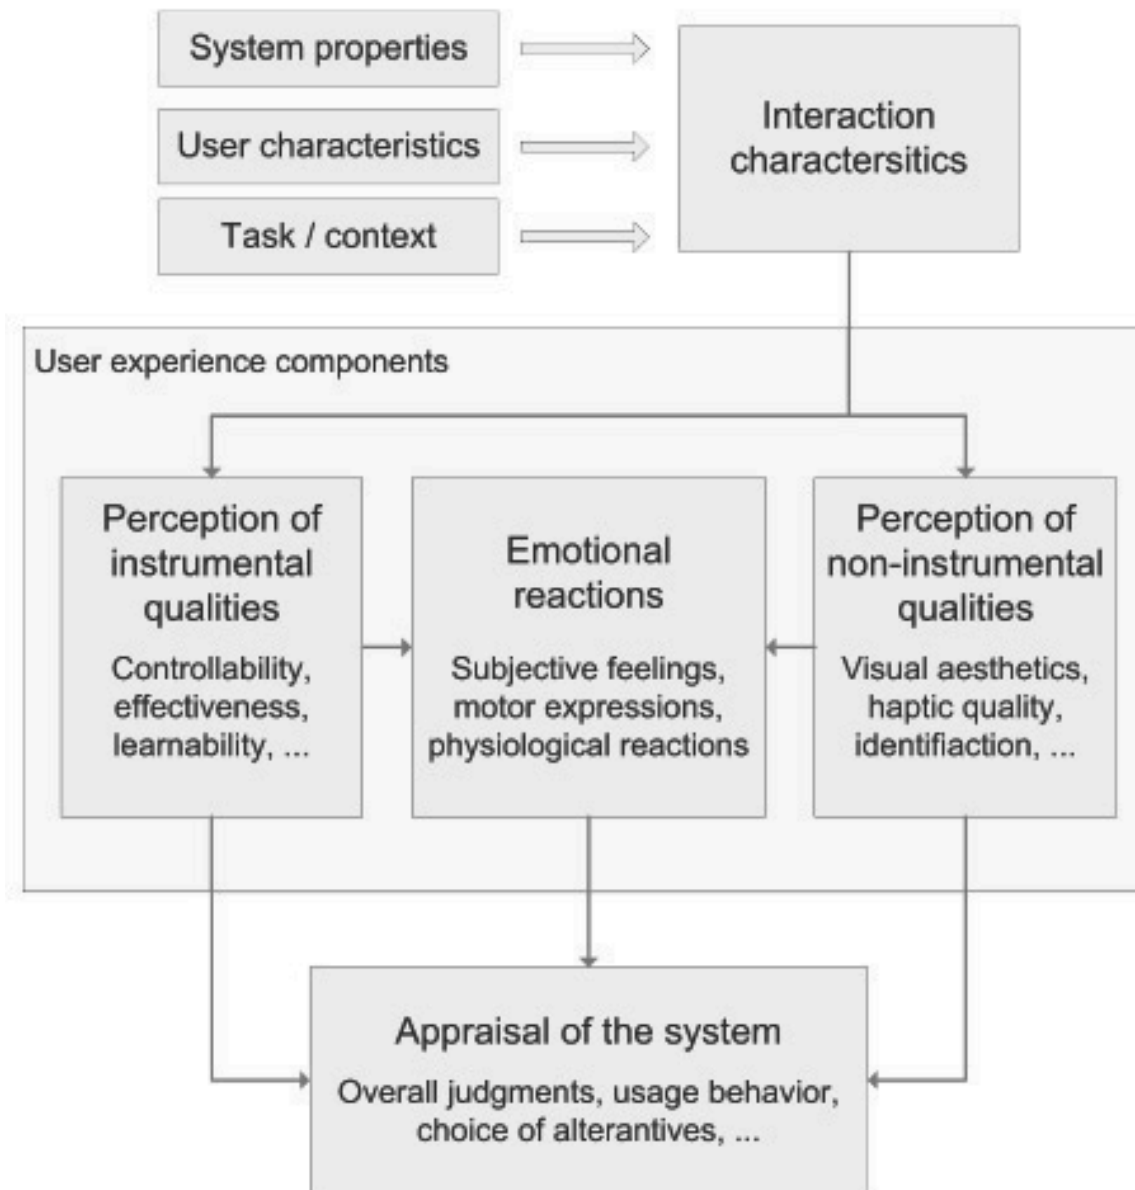 System properties
User characteristics
Task / context
Interaction
charactersitics
User experience components
Perception of
instrumental
qualities
Controllability,
effectiveness,
learnability, ...
Emotional
reactions
Subjective feelings,
motor expressions,
physiological reactions
Perception of
non-instrumental
qualities
Visual aesthetics,
haptic quality,
identifiaction, ...
Appraisal of the system
Overall judgments, usage behavior,
choice of alterantives, ...